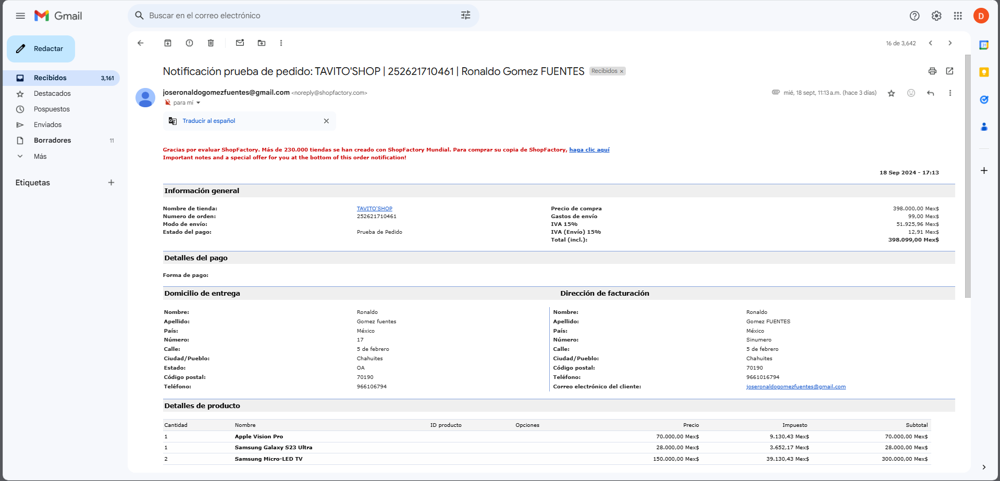 Gmail
Buscar en el correo electrónico
D
Redactar
16 de 3,642
31
Recibidos 3,161
Destacados
Pospuestos
Enviados
Borradores 11
Más
Etiquetas
Notificación prueba de pedido: TAVITO'SHOP | 252621710461 | Ronaldo Gomez FUENTES Recibidos ×
joseronaldogomezfuentes@gmail.com <noreply@shopfactory.com>
mié, 18 sept, 11:13 a.m. (hace 3 días)
para mí
Traducir al español
Gracias por evaluar ShopFactory. Más de 230.000 tiendas se han creado con ShopFactory Mundial. Para comprar su copia de ShopFactory, haga clic aquí
Important notes and a special offer for you at the bottom of this order notification!
18 Sep 2024 - 17:13
Información general
Nombre de tienda: TAVITO'SHOP Precio de compra 398.000,00 Mex$
Numero de orden: 252621710461 Gastos de envío 99,00 Mex$
Modo de envío: IVA 15% 51.925,96 Mex$
Estado del pago: Prueba de Pedido IVA (Envío) 15% 12,91 Mex$
Total (incl.): 398.099,00 Mex$
Detalles del pago
Forma de pago:
Domicilio de entrega Dirección de facturación
Nombre: Ronaldo Nombre: Ronaldo
Apellido: Gomez fuentes Apellido: Gomez FUENTES
País: México País: México
Número: 17 Número: Sinumero
Calle: 5 de febrero Calle: 5 de febrero
Ciudad/Pueblo: Chahuites Ciudad/Pueblo: Chahuites
Estado: OA Código postal: 70190
Código postal: 70190 Teléfono: 9661016794
Teléfono: 966106794 Correo electrónico del cliente: joseronaldogomezfuentes@gmail.com
Detalles de producto
Cantidad Nombre ID producto Opciones Precio Impuesto Subtotal
1 Apple Vision Pro 70.000,00 Mex$ 9.130,43 Mex$ 70.000,00 Mex$
1 Samsung Galaxy S23 Ultra 28.000,00 Mex$ 3.652,17 Mex$ 28.000,00 Mex$
2 Samsung Micro-LED TV 150.000,00 Mex$ 39.130,43 Mex$ 300.000,00 Mex$